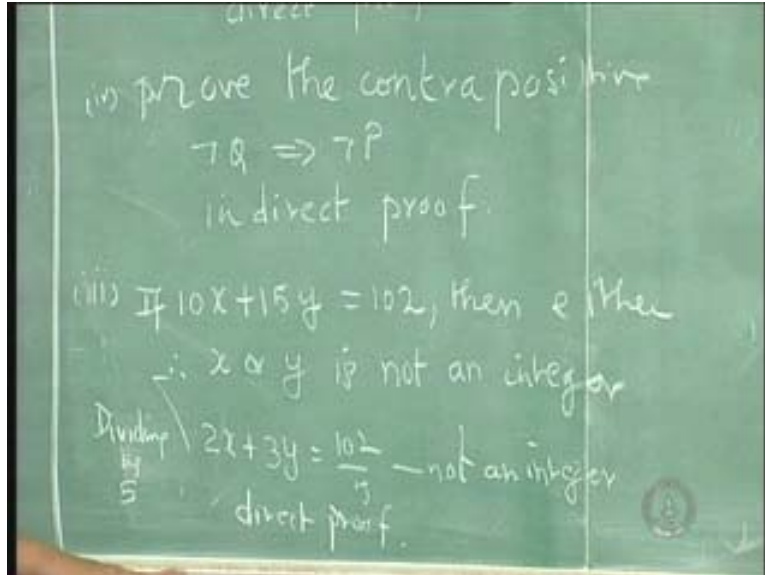 direct
(ii) prove the contrapositive
¬Q => ¬P
indirect proof.
(iii) If 10x+15y = 102, then either
∴ x or y is not an integer
Dividing by 5
2x+3y = 102/5 — not an integer
direct proof.